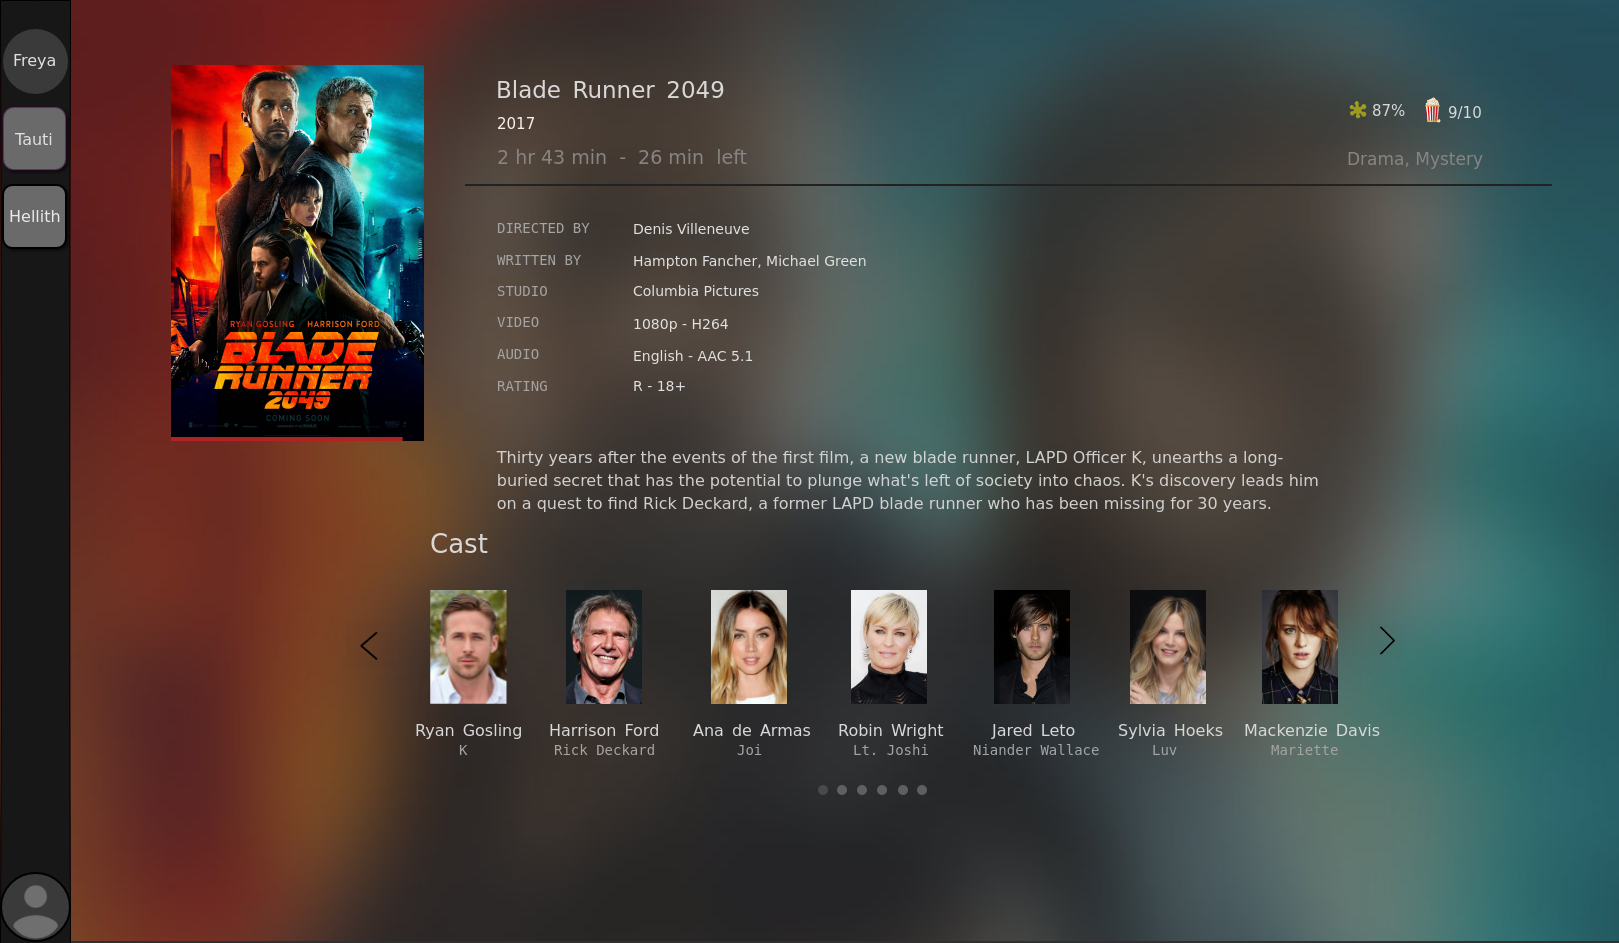 Freya
Tauti
Hellith
RYAN GOSLING HARRISON FORD
BLADE
RUNNER
2049
COMING SOON
Blade Runner 2049
2017
2 hr 43 min - 26 min left
87% 9/10
Drama, Mystery
DIRECTED BY Denis Villeneuve
WRITTEN BY Hampton Fancher, Michael Green
STUDIO Columbia Pictures
VIDEO 1080p - H264
AUDIO English - AAC 5.1
RATING R - 18+
Thirty years after the events of the first film, a new blade runner, LAPD Officer K, unearths a long-
buried secret that has the potential to plunge what's left of society into chaos. K's discovery leads him
on a quest to find Rick Deckard, a former LAPD blade runner who has been missing for 30 years.
Cast
Ryan Gosling Harrison Ford Ana de Armas Robin Wright Jared Leto Sylvia Hoeks Mackenzie Davis
K Rick Deckard Joi Lt. Joshi Niander Wallace Luv Mariette